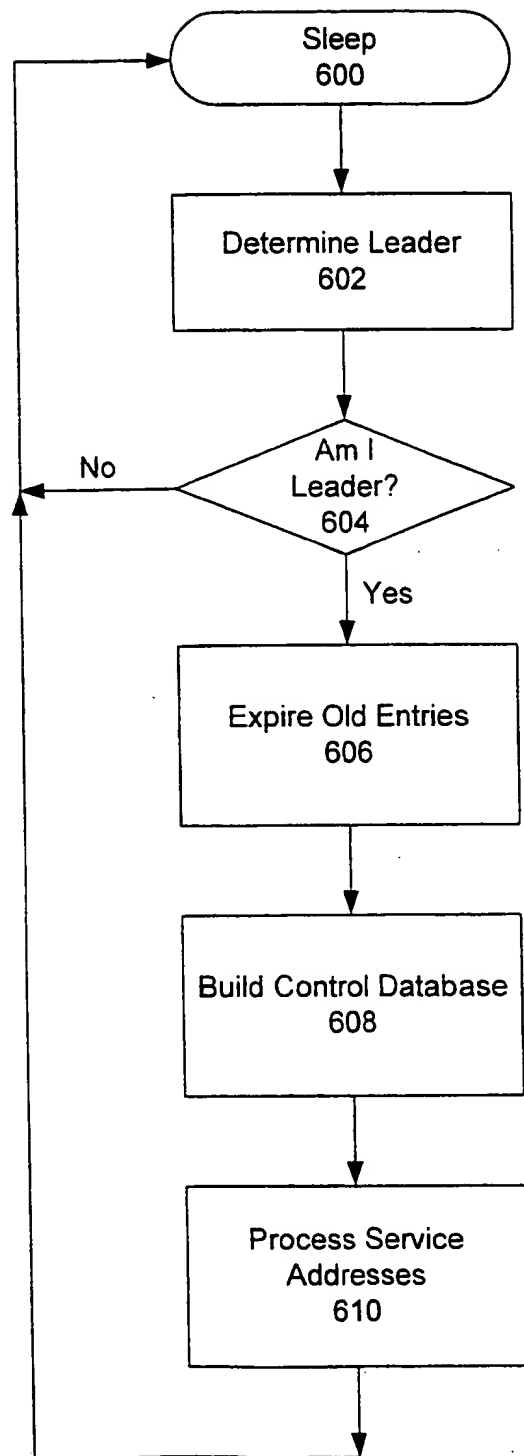 Sleep
600
Determine Leader
602
Am I
Leader?
604
No
Yes
Expire Old Entries
606
Build Control Database
608
Process Service
Addresses
610